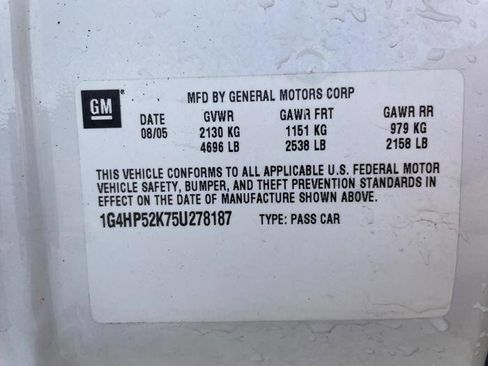 GM
MFD BY GENERAL MOTORS CORP
DATE GVWR GAWR FRT GAWR RR
08/05 2130 KG 1151 KG 979 KG
4696 LB 2538 LB 2158 LB
THIS VEHICLE CONFORMS TO ALL APPLICABLE U.S. FEDERAL MOTOR
VEHICLE SAFETY, BUMPER, AND THEFT PREVENTION STANDARDS IN
EFFECT ON THE DATE OF MANUFACTURE SHOWN ABOVE.
1G4HP52K75U278187 TYPE: PASS CAR